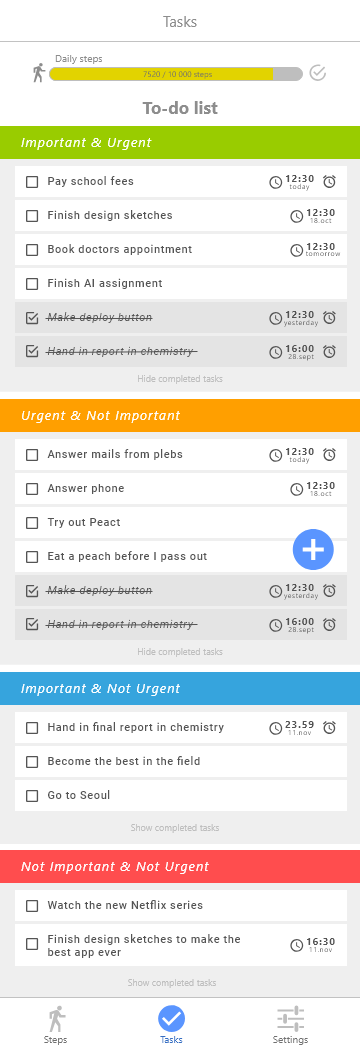 Tasks
Daily steps
7520 / 10 000 steps
To-do list
Important & Urgent
Pay school fees 12:30
today
Finish design sketches 12:30
18.oct
Book doctors appointment 12:30
tomorrow
Finish AI assignment
Make deploy button 12:30
yesterday
Hand in report in chemistry 16:00
28.sept
Hide completed tasks
Urgent & Not Important
Answer mails from plebs 12:30
today
Answer phone 12:30
18.oct
Try out Peact
Eat a peach before I pass out
Make deploy button 12:30
yesterday
Hand in report in chemistry 16:00
28.sept
Hide completed tasks
Important & Not Urgent
Hand in final report in chemistry 23.59
11.nov
Become the best in the field
Go to Seoul
Show completed tasks
Not Important & Not Urgent
Watch the new Netflix series
Finish design sketches to make the 16:30
best app ever 11.nov
Show completed tasks
Steps Tasks Settings